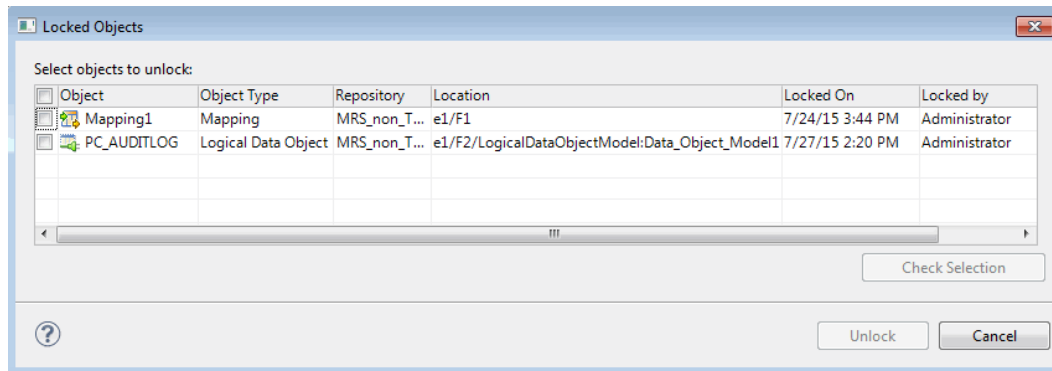 Locked Objects
Select objects to unlock:
Object Object Type Repository Location Locked On Locked by
Mapping1 Mapping MRS_non_T... e1/F1 7/24/15 3:44 PM Administrator
PC_AUDITLOG Logical Data Object MRS_non_T... e1/F2/LogicalDataObjectModel:Data_Object_Model1 7/27/15 2:20 PM Administrator
Check Selection
? Unlock Cancel